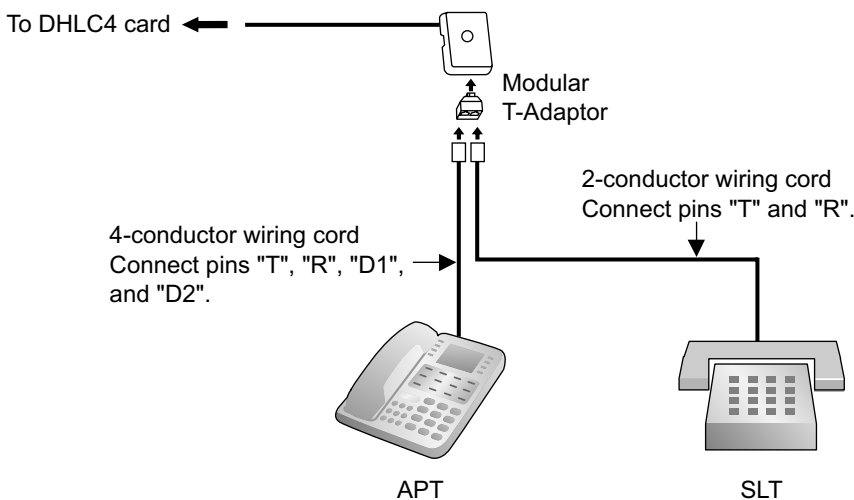 To DHLC4 card
Modular
T-Adaptor
2-conductor wiring cord
Connect pins "T" and "R".
4-conductor wiring cord
Connect pins "T", "R", "D1",
and "D2".
APT
SLT